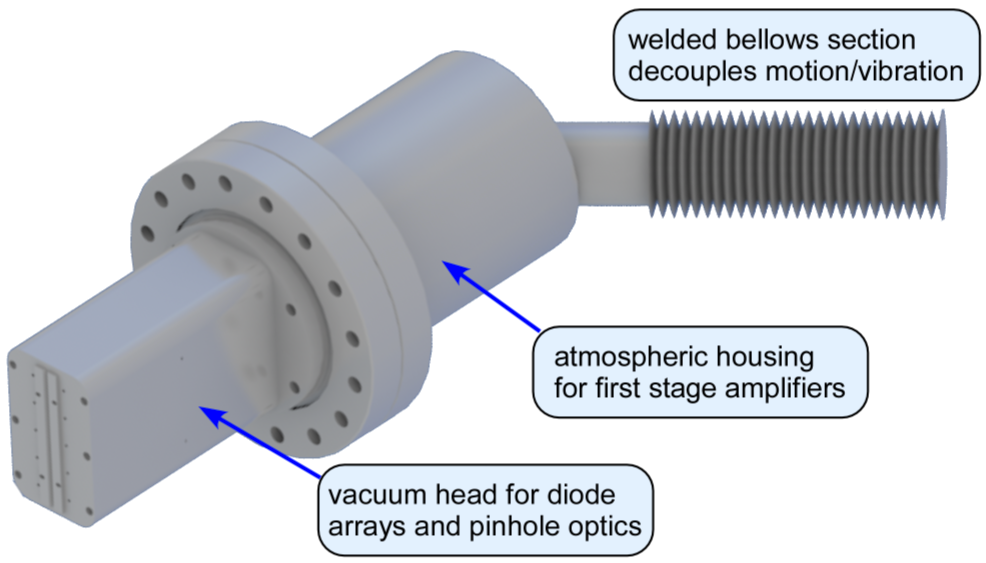 welded bellows section
decouples motion/vibration
atmospheric housing
for first stage amplifiers
vacuum head for diode
arrays and pinhole optics